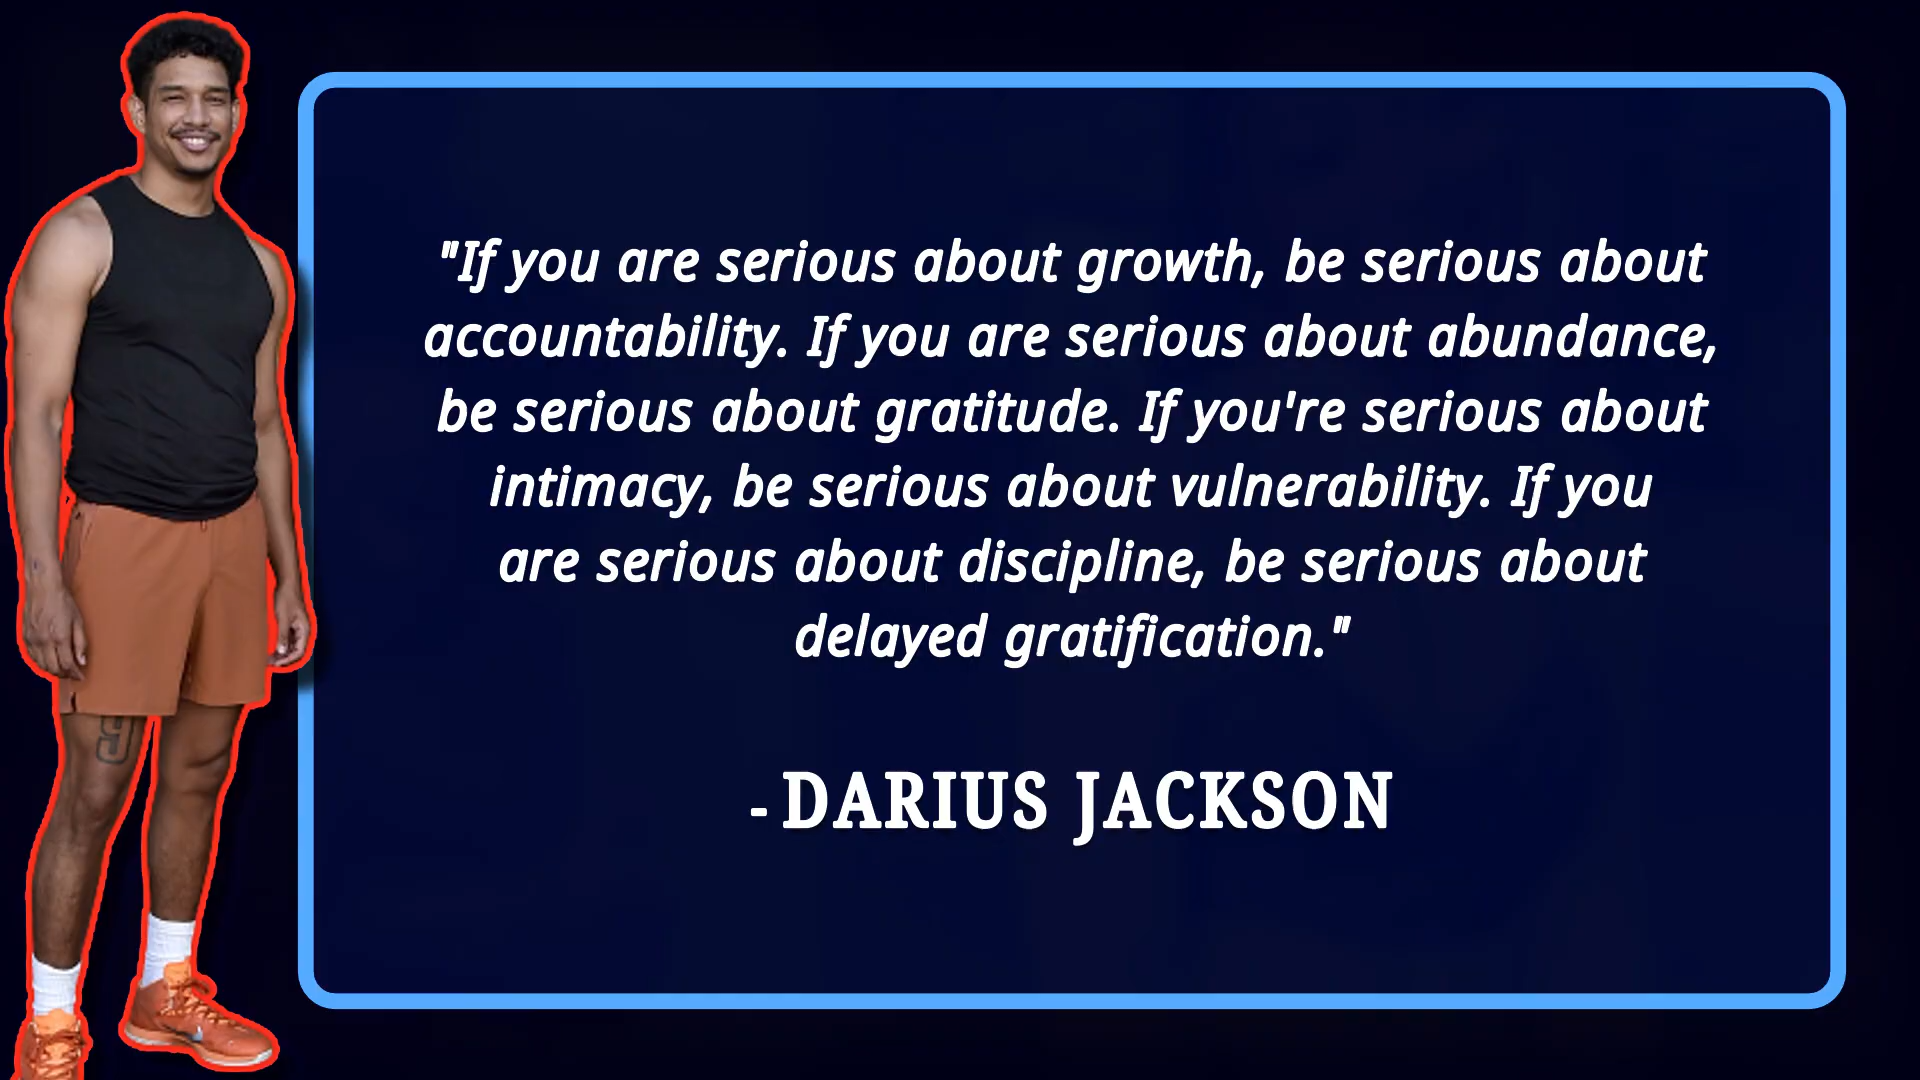 "If you are serious about growth, be serious about
accountability. If you are serious about abundance,
be serious about gratitude. If you're serious about
intimacy, be serious about vulnerability. If you
are serious about discipline, be serious about
delayed gratification."
- DARIUS JACKSON
9